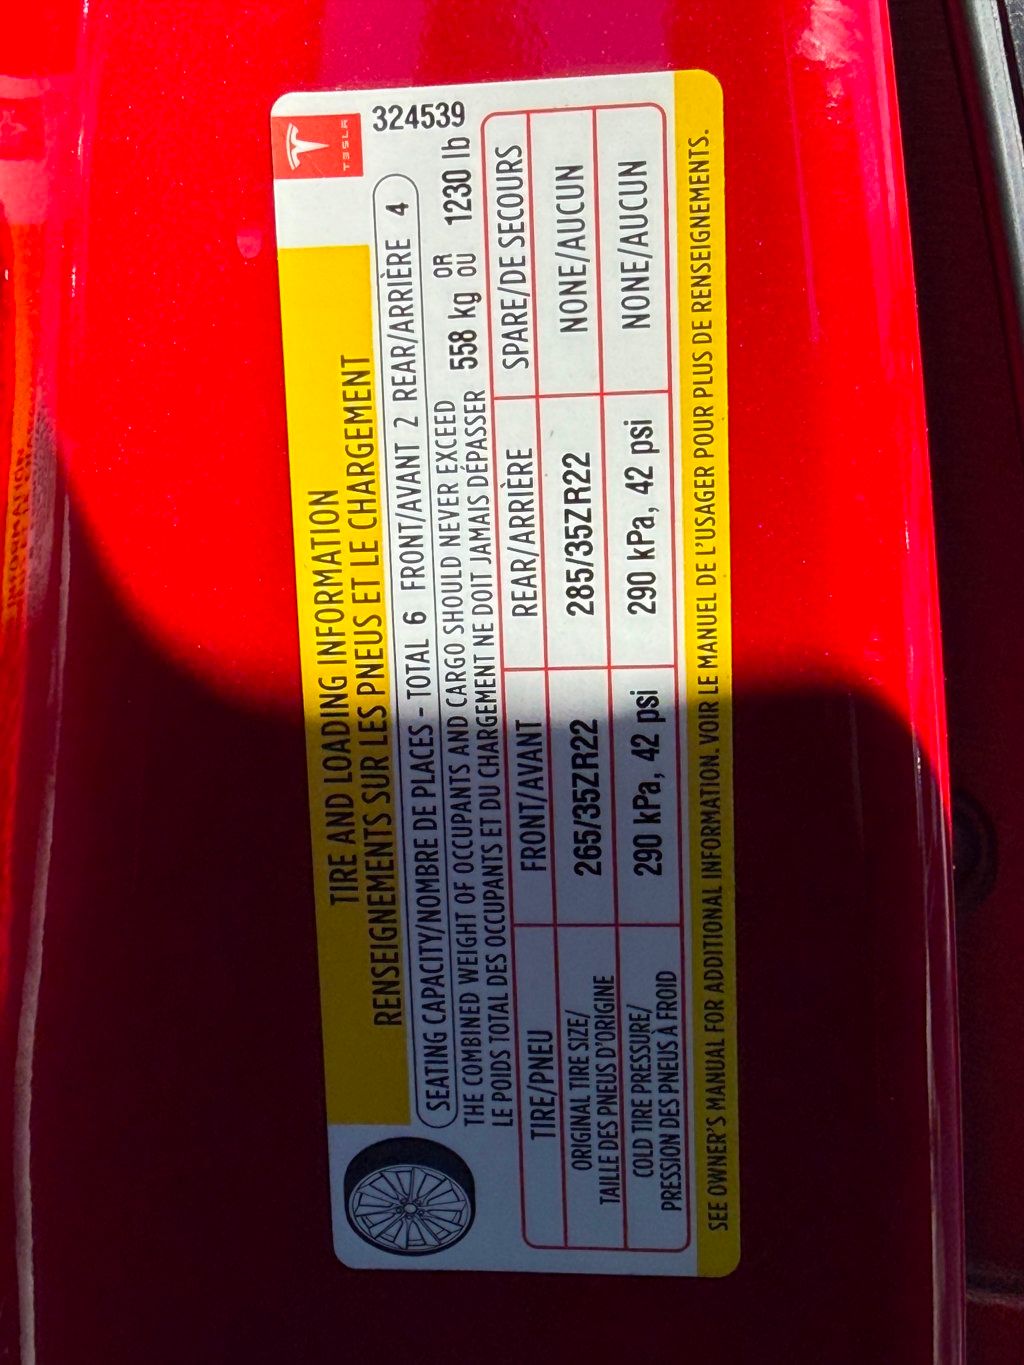 TESLA
324539
TIRE AND LOADING INFORMATION
RENSEIGNEMENTS SUR LES PNEUS ET LE CHARGEMENT
SEATING CAPACITY/NOMBRE DE PLACES - TOTAL 6 FRONT/AVANT 2 REAR/ARRIÈRE 4
THE COMBINED WEIGHT OF OCCUPANTS AND CARGO SHOULD NEVER EXCEED
LE POIDS TOTAL DES OCCUPANTS ET DU CHARGEMENT NE DOIT JAMAIS DÉPASSER
558 kg OR OU 1230 lb
TIRE/PNEU FRONT/AVANT REAR/ARRIÈRE SPARE/DE SECOURS
ORIGINAL TIRE SIZE/
TAILLE DES PNEUS D'ORIGINE
265/35ZR22 285/35ZR22 NONE/AUCUN
COLD TIRE PRESSURE/
PRESSION DES PNEUS À FROID
290 kPa, 42 psi 290 kPa, 42 psi NONE/AUCUN
SEE OWNER'S MANUAL FOR ADDITIONAL INFORMATION. VOIR LE MANUEL DE L'USAGER POUR PLUS DE RENSEIGNEMENTS.